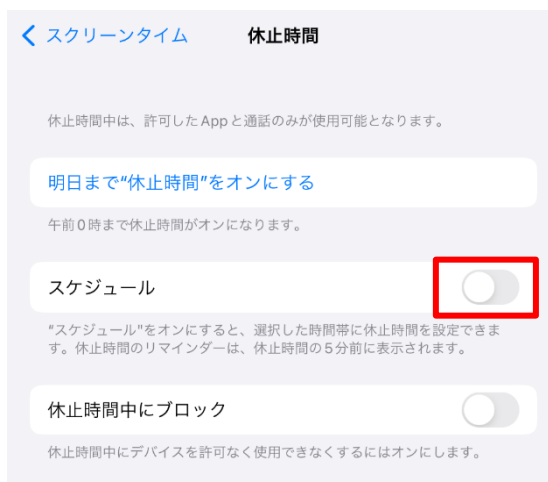 スクリーンタイム 休止時間
休止時間中は、許可したAppと通話のみが使用可能となります。
明日まで“休止時間”をオンにする
午前0時まで休止時間がオンになります。
スケジュール
“スケジュール”をオンにすると、選択した時間帯に休止時間を設定できま
す。休止時間のリマインダーは、休止時間の5分前に表示されます。
休止時間中にブロック
休止時間中にデバイスを許可なく使用できなくするにはオンにします。